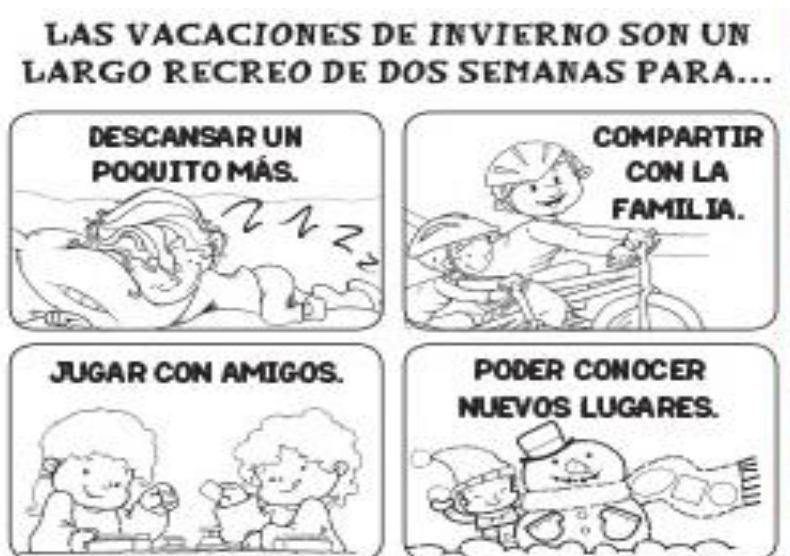 LAS VACACIONES DE INVIERNO SON UN
LARGO RECREO DE DOS SEMANAS PARA...
DESCANSAR UN
POQUITO MÁS.
COMPARTIR
CON LA
FAMILIA.
JUGAR CON AMIGOS.
PODER CONOCER
NUEVOS LUGARES.